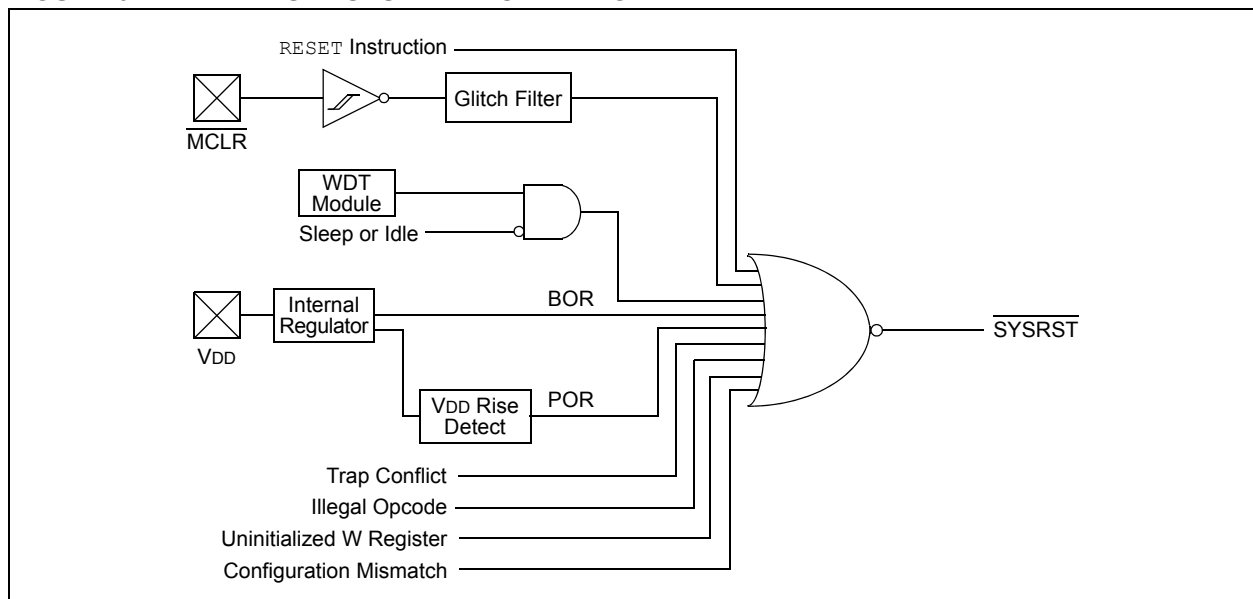 RESET Instruction
Glitch Filter
MCLR
WDT
Module
Sleep or Idle
Internal
Regulator
BOR
SYSRST
VDD
VDD Rise
Detect
POR
Trap Conflict
Illegal Opcode
Uninitialized W Register
Configuration Mismatch